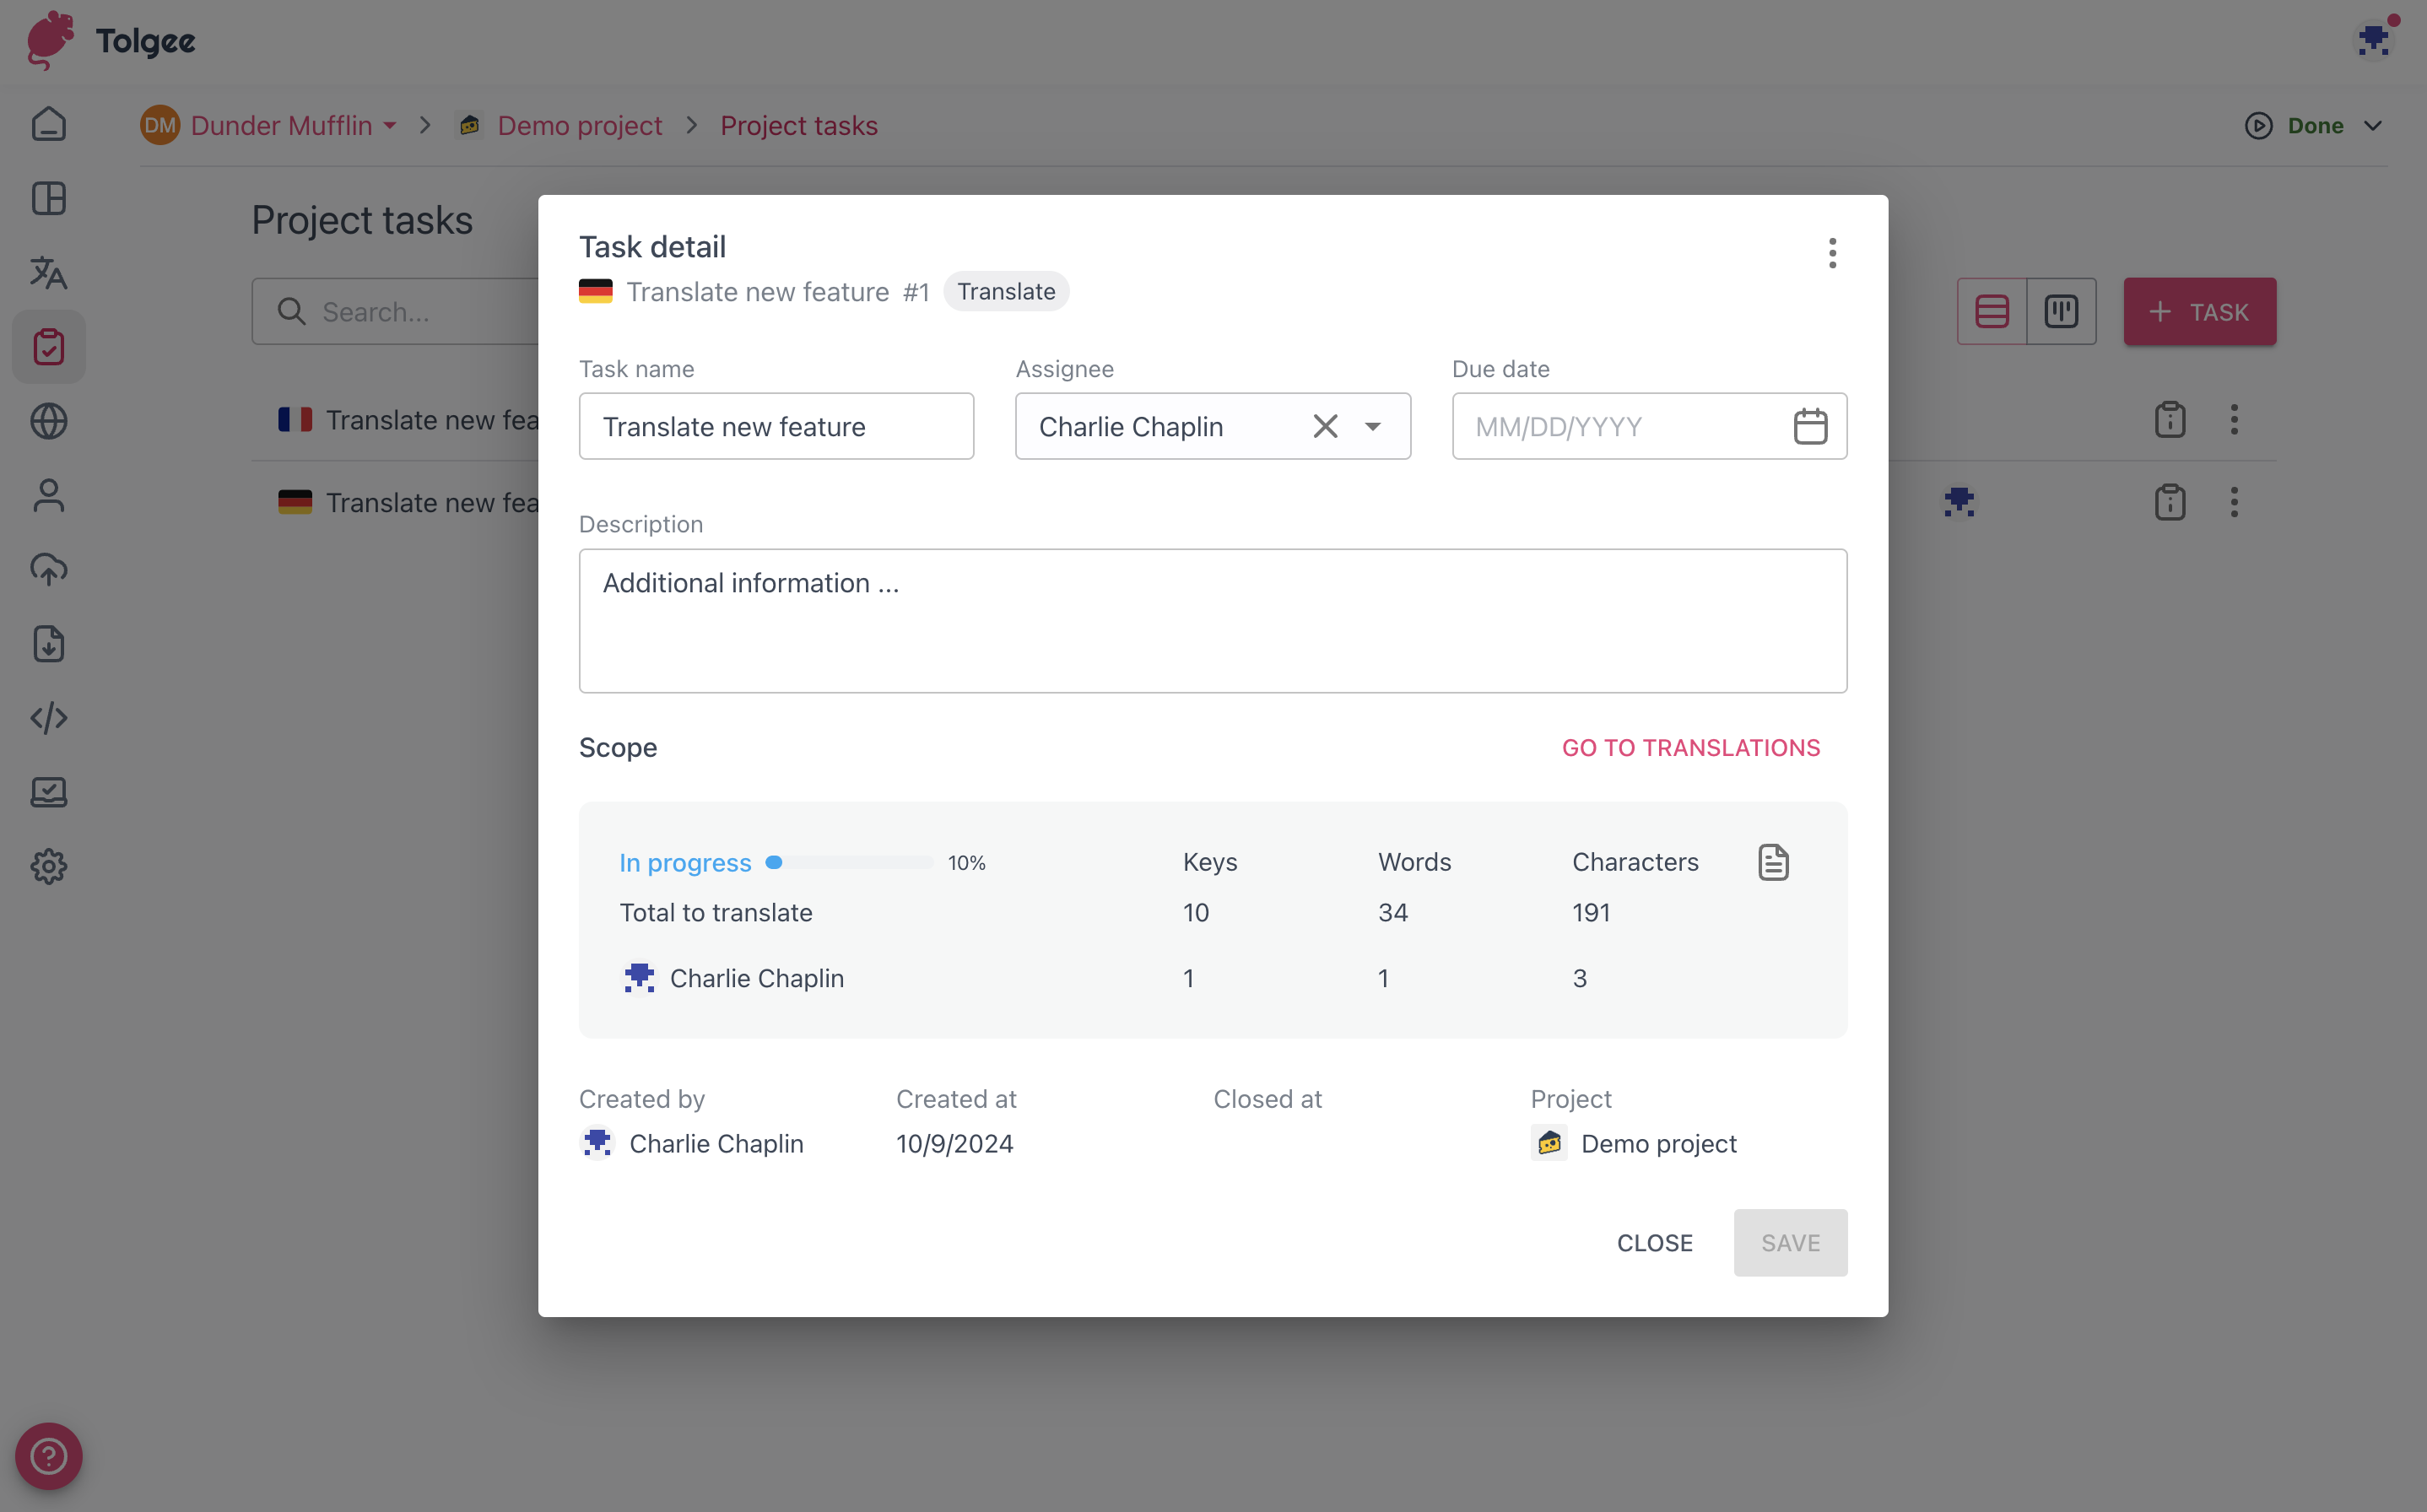 Tolgee
DM Dunder Mufflin Demo project Project tasks Done
Project tasks
Search...
TASK
Translate new fea
Translate new fea
Task detail
Translate new feature #1 Translate
Task name Assignee Due date
Translate new feature Charlie Chaplin MM/DD/YYYY
Description
Additional information ...
Scope GO TO TRANSLATIONS
In progress 10% Keys Words Characters
Total to translate 10 34 191
Charlie Chaplin 1 1 3
Created by Created at Closed at Project
Charlie Chaplin 10/9/2024 Demo project
CLOSE SAVE